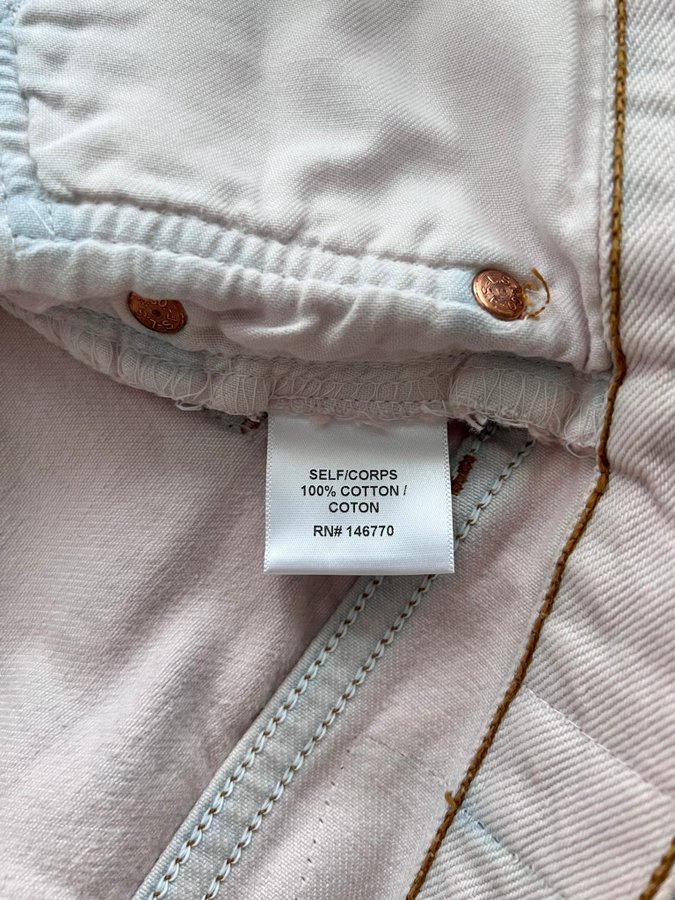 SELF/CORPS
100% COTTON /
COTON
RN# 146770